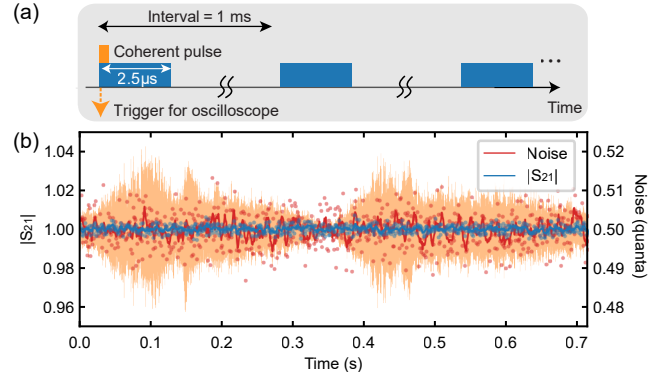 (a)
Interval = 1 ms
Coherent pulse
2.5μs
Trigger for oscilloscope
Time
(b)
Noise
|S21|
1.04
1.02
1.00
0.98
0.96
|S21|
0.52
0.51
0.50
0.49
0.48
Noise (quanta)
0.0 0.1 0.2 0.3 0.4 0.5 0.6 0.7
Time (s)